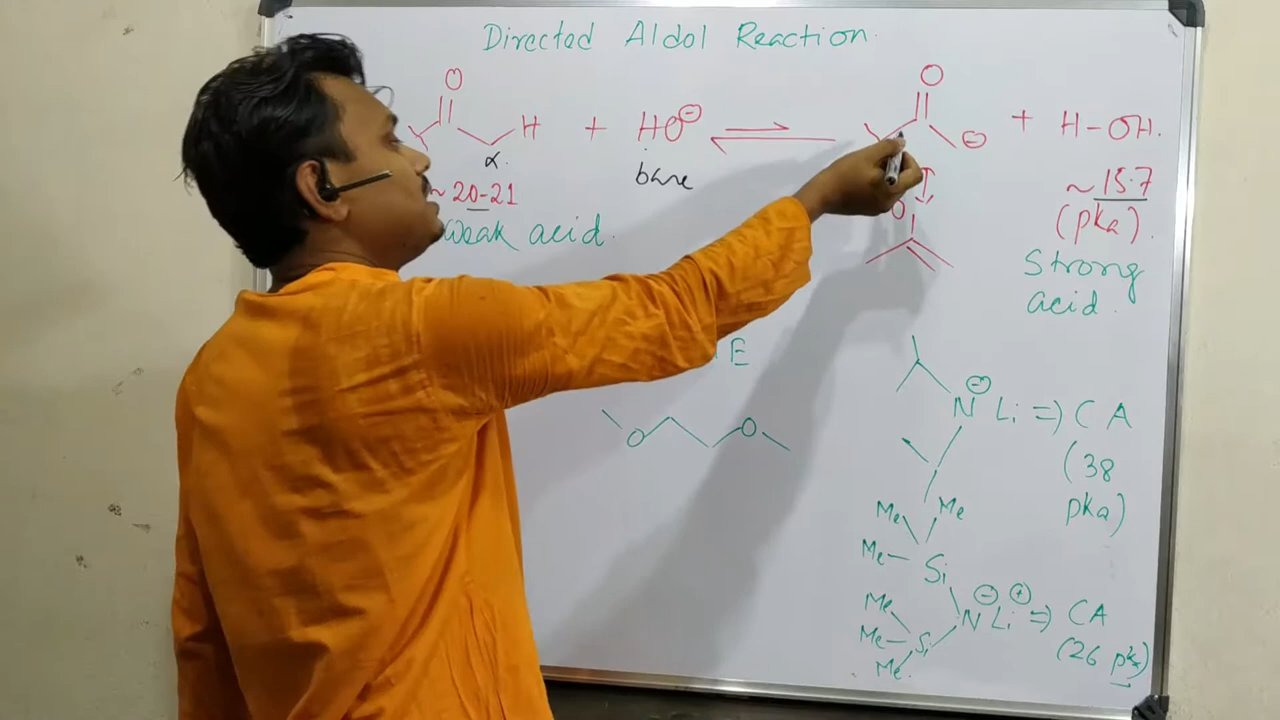 Directed Aldol Reaction.
O O
H + HO⊖ ⇌ ⊖ + H-OH.
α. base
~ 20-21 ~ 15.7
(pka).
weak acid. O
Strong
acid.
E
⊖
N Li ⇒ CA
O O
(38
pka)
Me Me
Me
Si
⊖ ⊕
Me N Li ⇒ CA
Me Si
Me (26 pka)